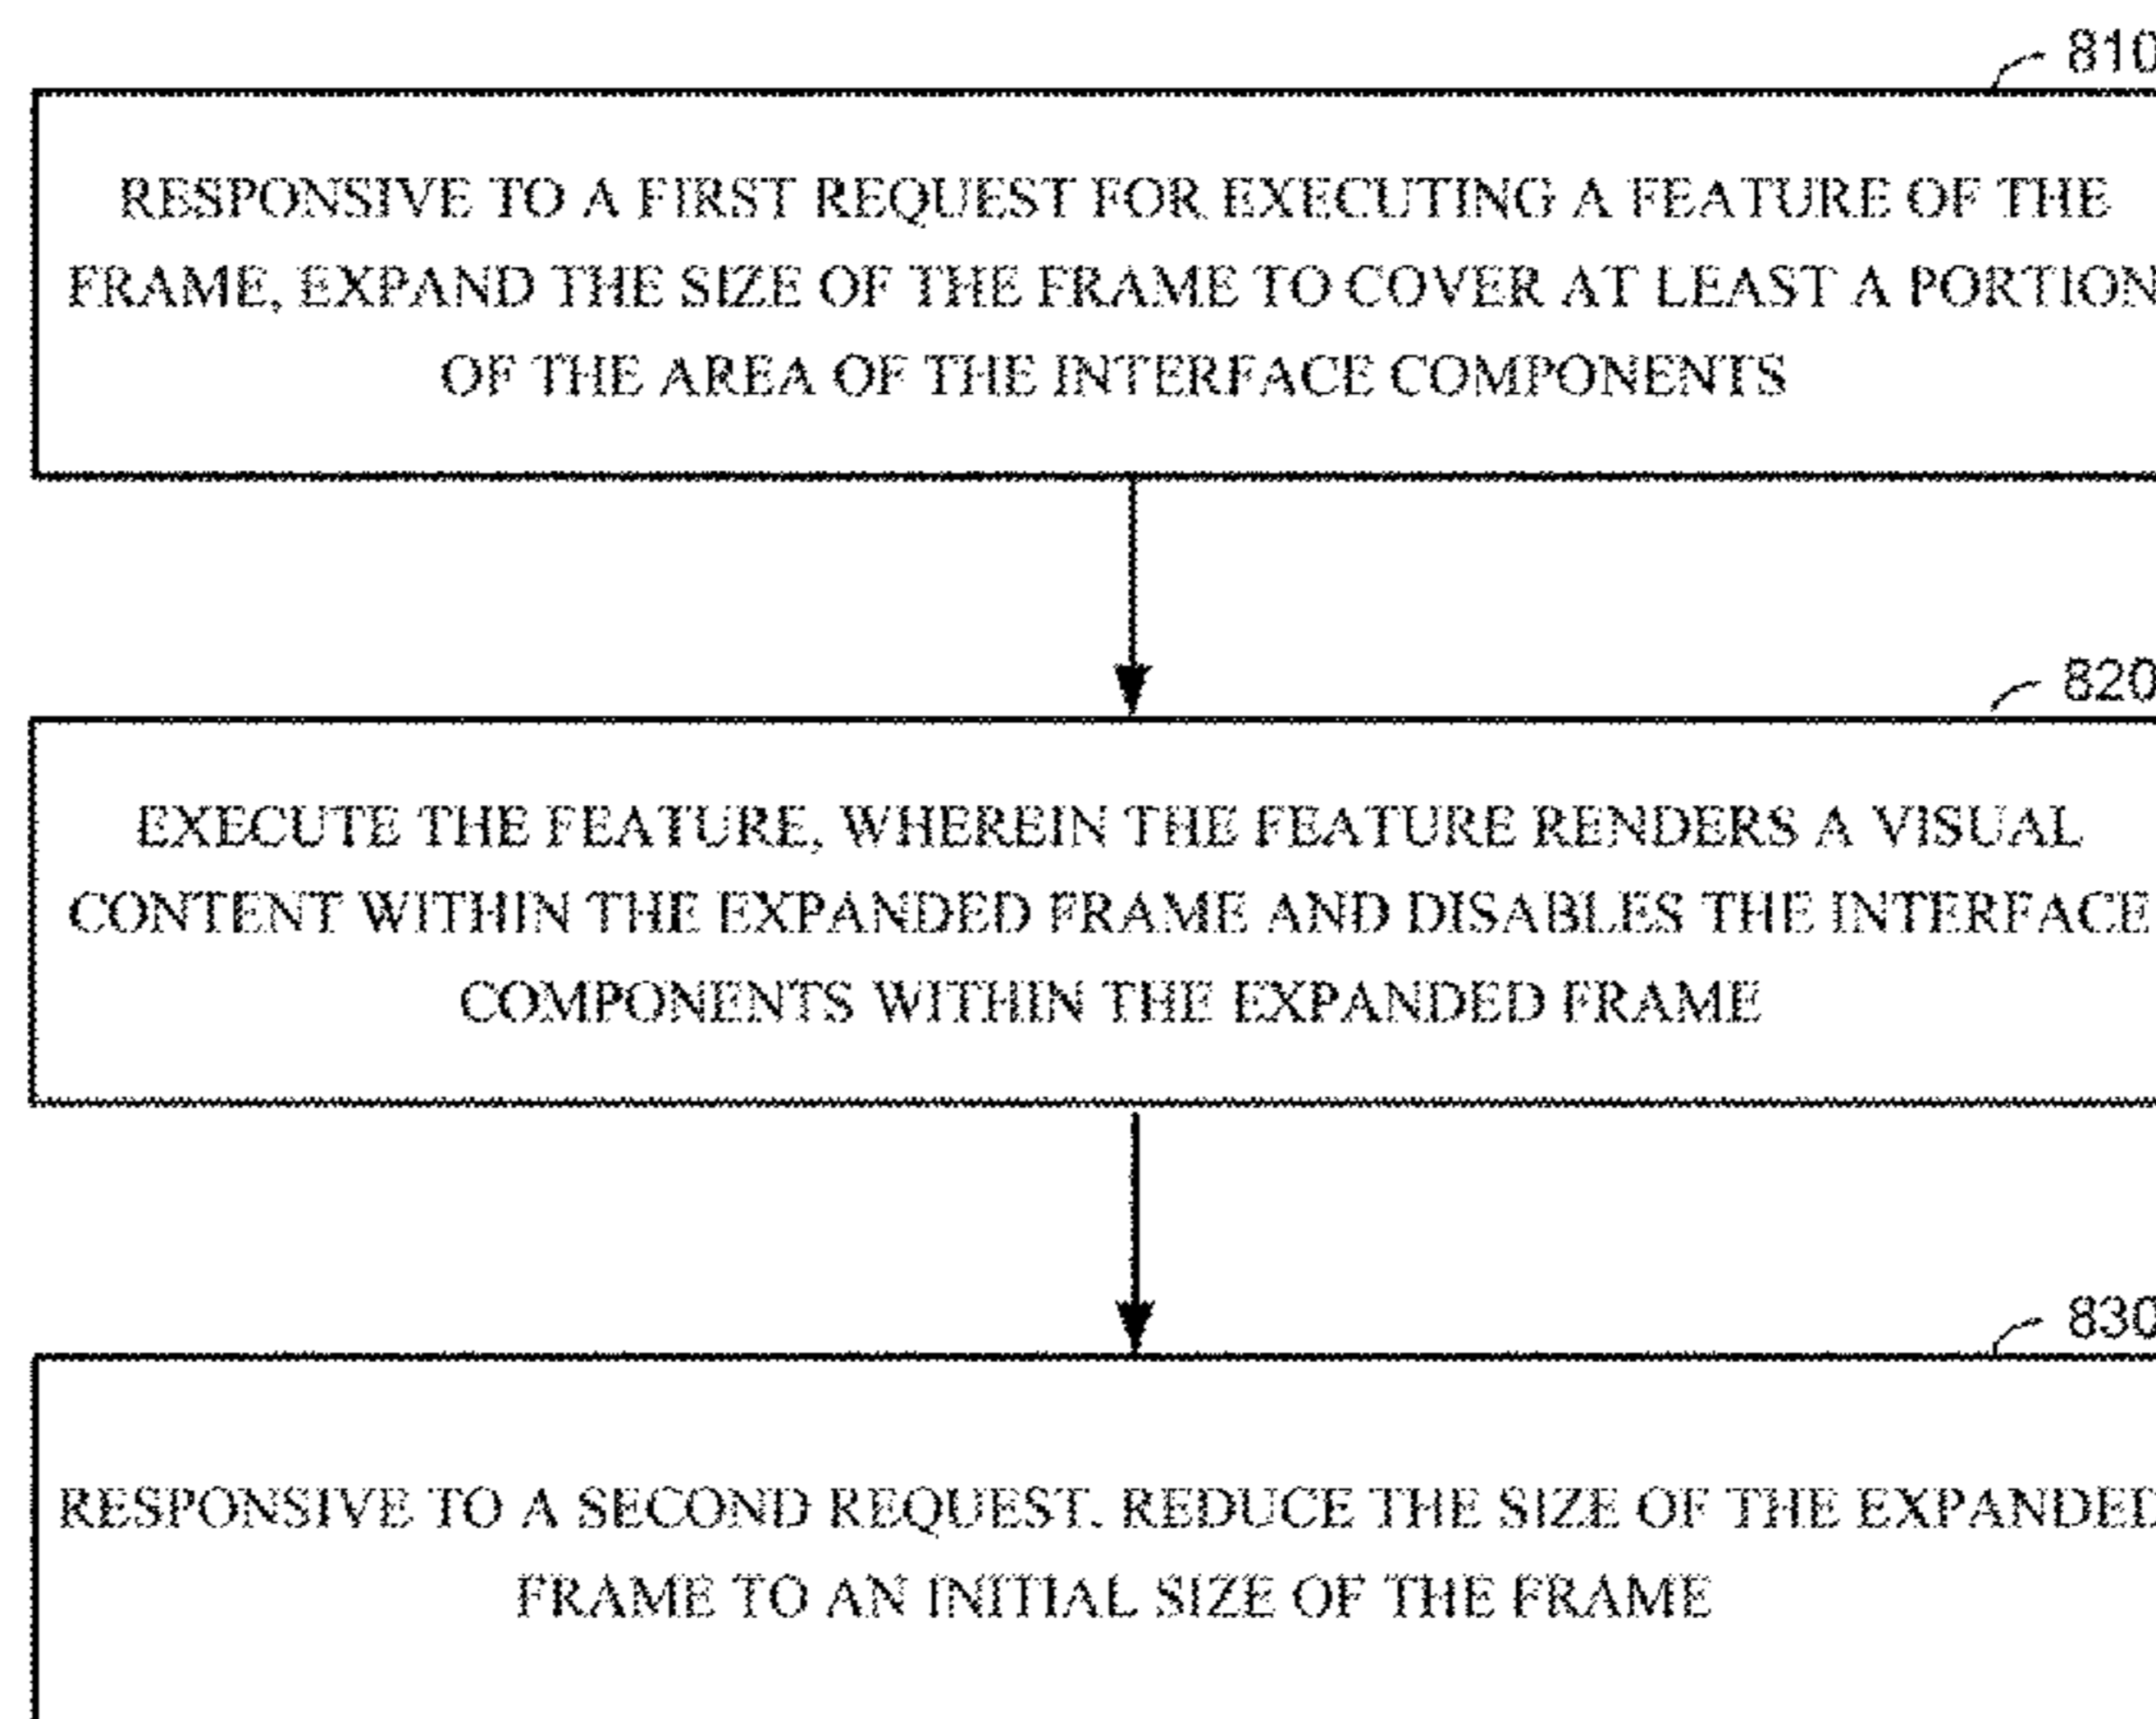 810
RESPONSIVE TO A FIRST REQUEST FOR EXECUTING A FEATURE OF THE
FRAME, EXPAND THE SIZE OF THE FRAME TO COVER AT LEAST A PORTION
OF THE AREA OF THE INTERFACE COMPONENTS
820
EXECUTE THE FEATURE, WHEREIN THE FEATURE RENDERS A VISUAL
CONTENT WITHIN THE EXPANDED FRAME AND DISABLES THE INTERFACE
COMPONENTS WITHIN THE EXPANDED FRAME
830
RESPONSIVE TO A SECOND REQUEST, REDUCE THE SIZE OF THE EXPANDED
FRAME TO AN INITIAL SIZE OF THE FRAME